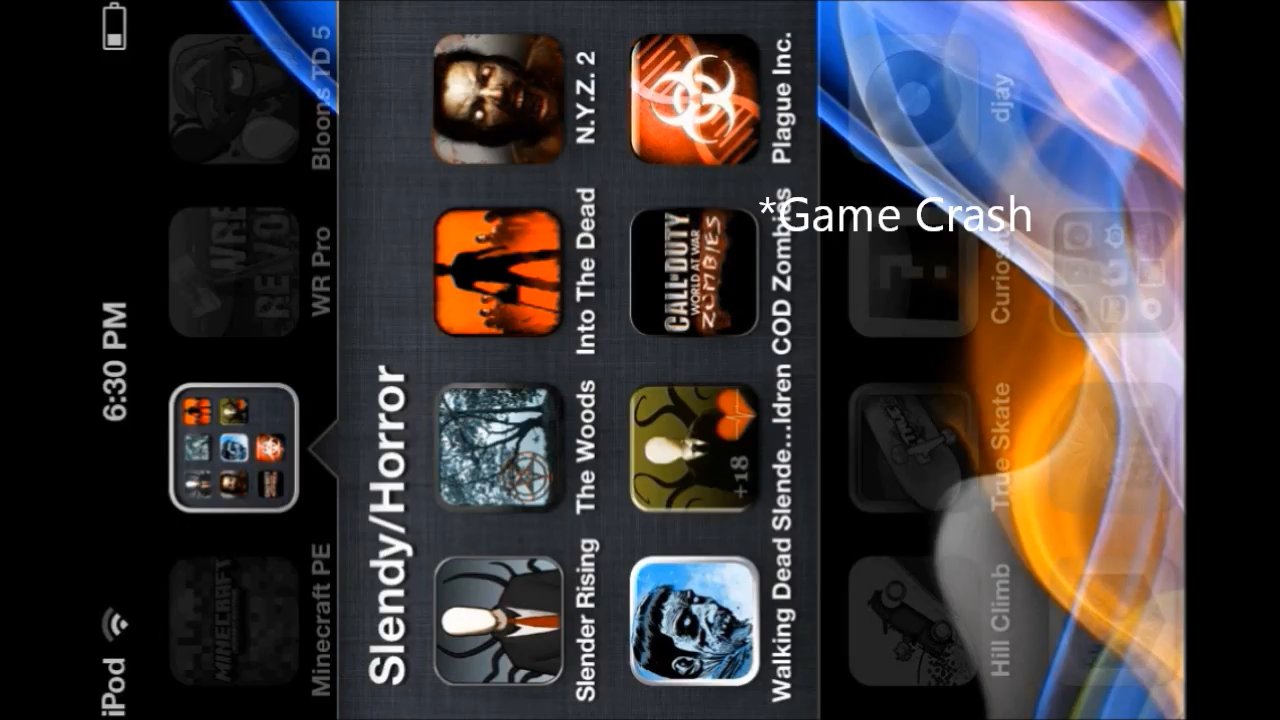 iPod
6:30 PM
Minecraft PE
WR Pro
Bloons TD 5
MINECRAFT
Slendy/Horror
Slender Rising
The Woods
Into The Dead
N.Y.Z. 2
+18
CALL·DUTY
WORLD AT WAR
ZOMBIES
Walking Dead
Slende...ldren
COD Zombies
Plague Inc.
*Game Crash
Hill Climb
True Skate
djay